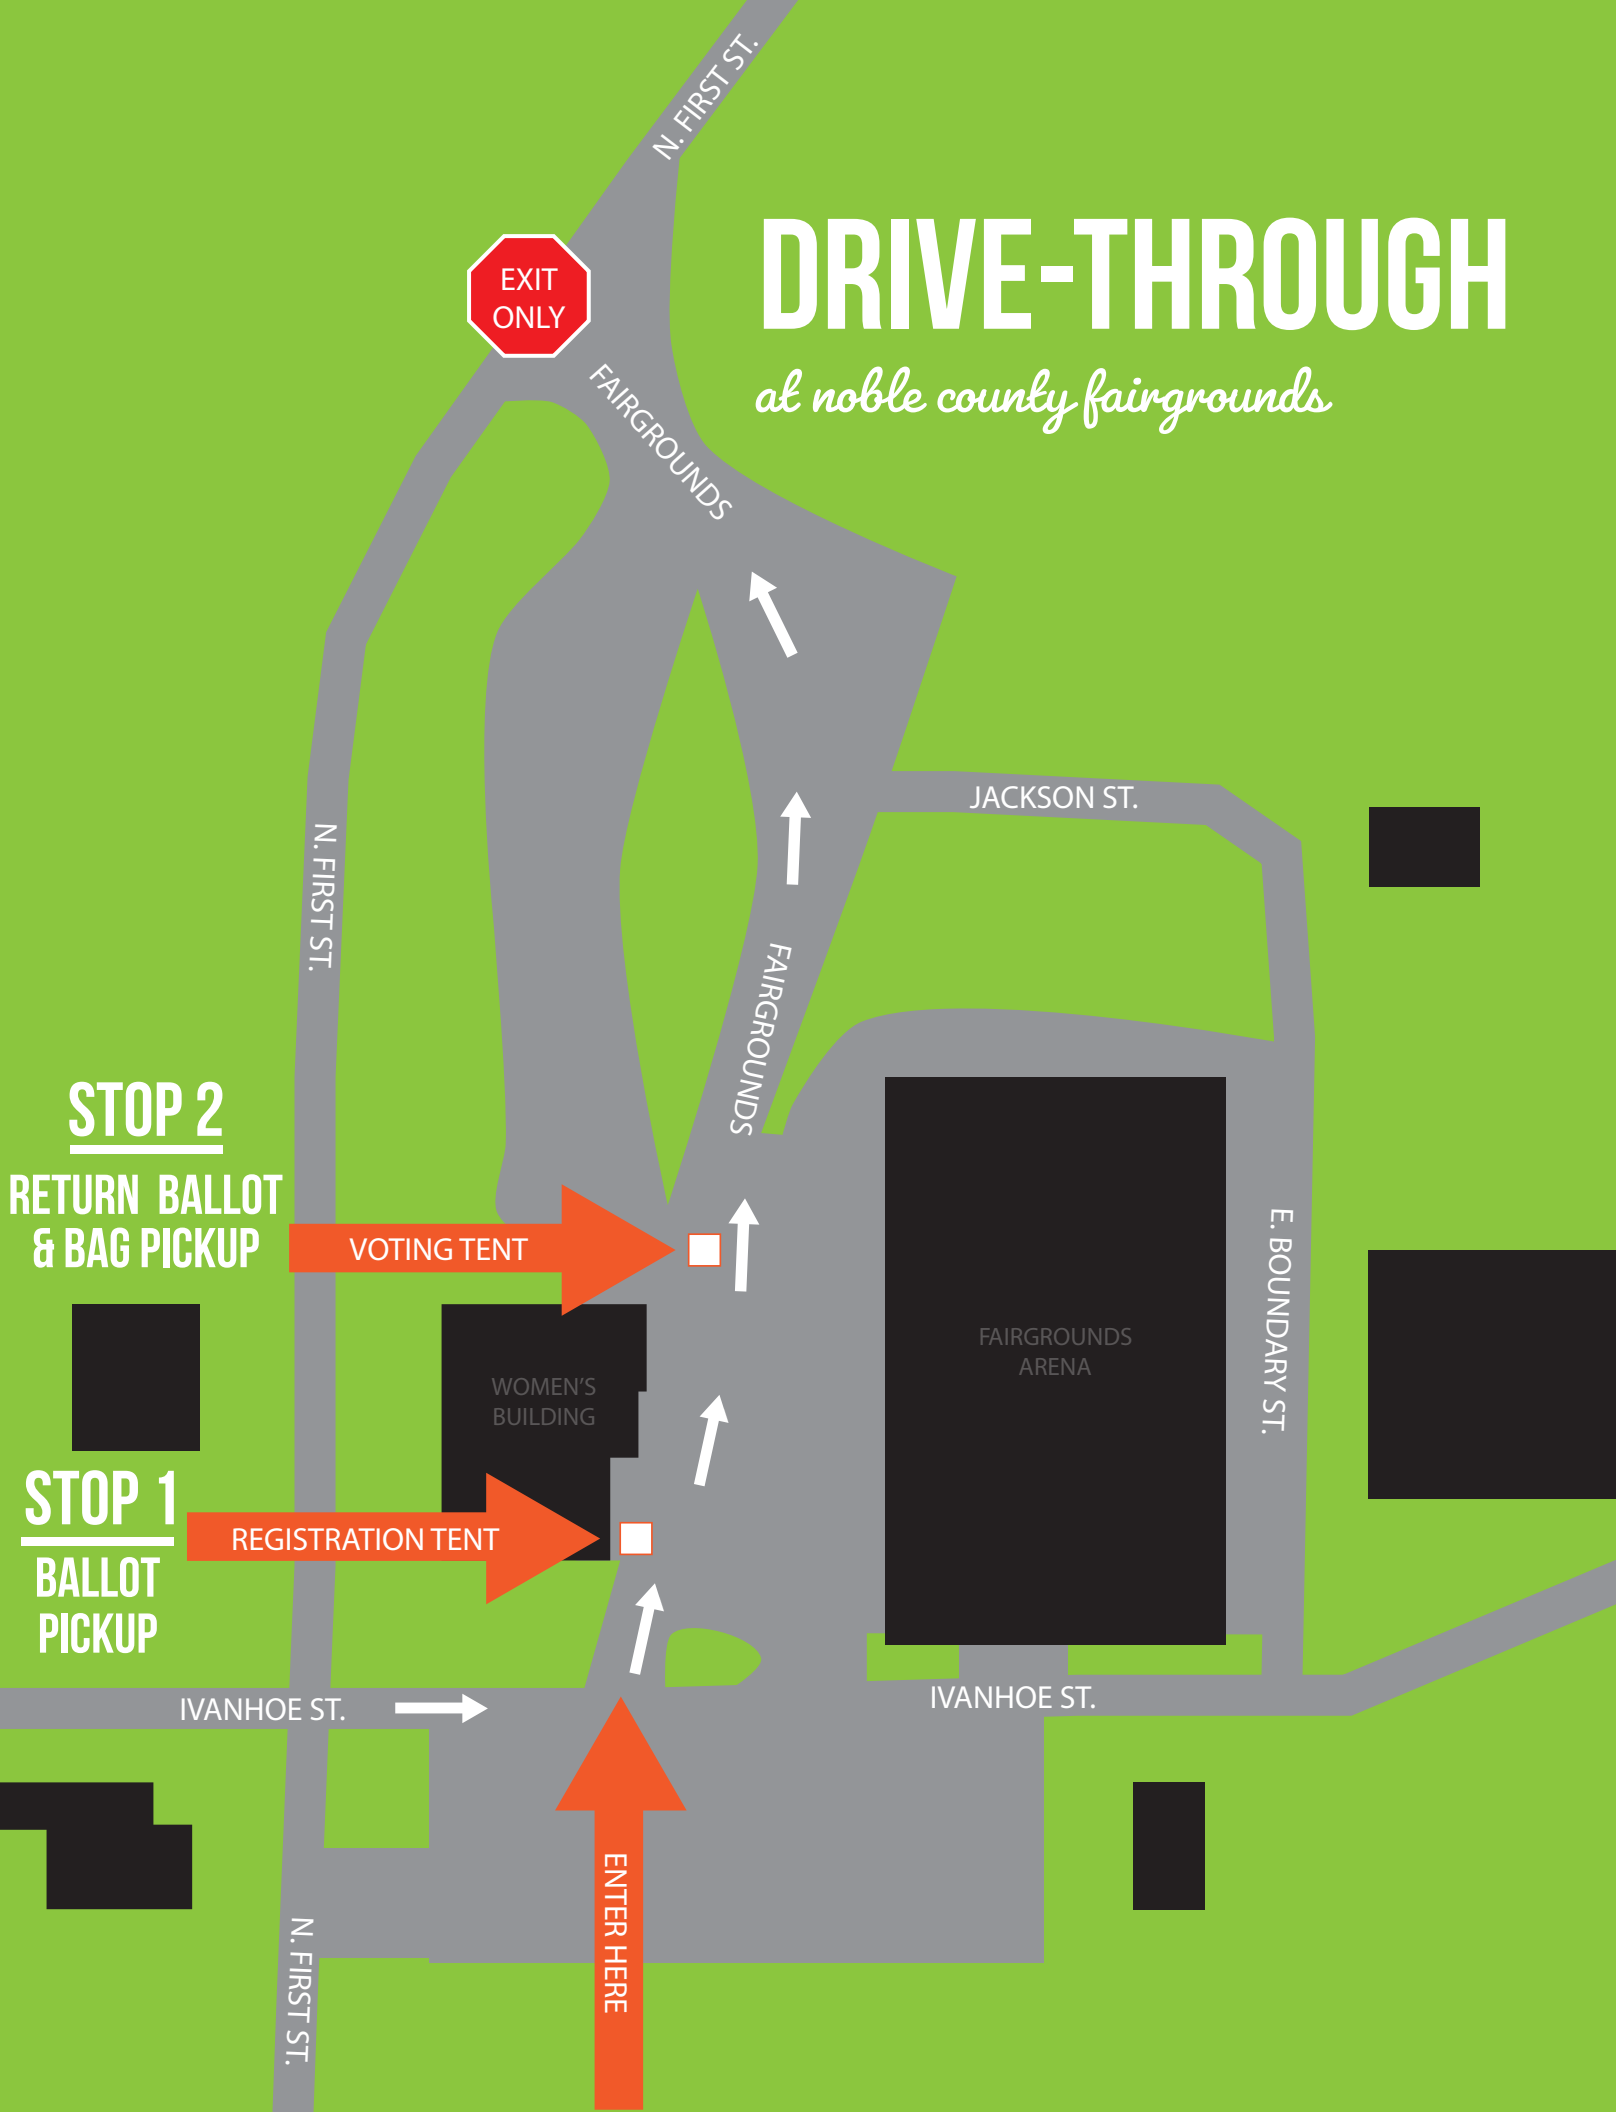 N. FIRST ST.
DRIVE-THROUGH
at noble county fairgrounds
EXIT
ONLY
FAIRGROUNDS
JACKSON ST.
N. FIRST ST.
FAIRGROUNDS
STOP 2
RETURN BALLOT
& BAG PICKUP
VOTING TENT
E. BOUNDARY ST.
FAIRGROUNDS
ARENA
WOMEN'S
BUILDING
STOP 1
BALLOT
PICKUP
REGISTRATION TENT
IVANHOE ST.
IVANHOE ST.
ENTER HERE
N. FIRST ST.